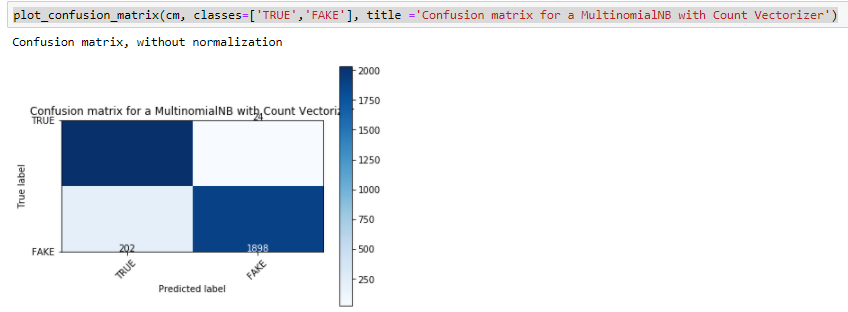 plot_confusion_matrix(cm, classes=['TRUE','FAKE'], title ='Confusion matrix for a MultinomialNB with Count Vectorizer')
Confusion matrix, without normalization
Confusion matrix for a MultinomialNB with Count Vectoriz
24
TRUE
FAKE
True label
202
1898
TRUE
FAKE
Predicted label
2000
1750
1500
1250
1000
750
500
250